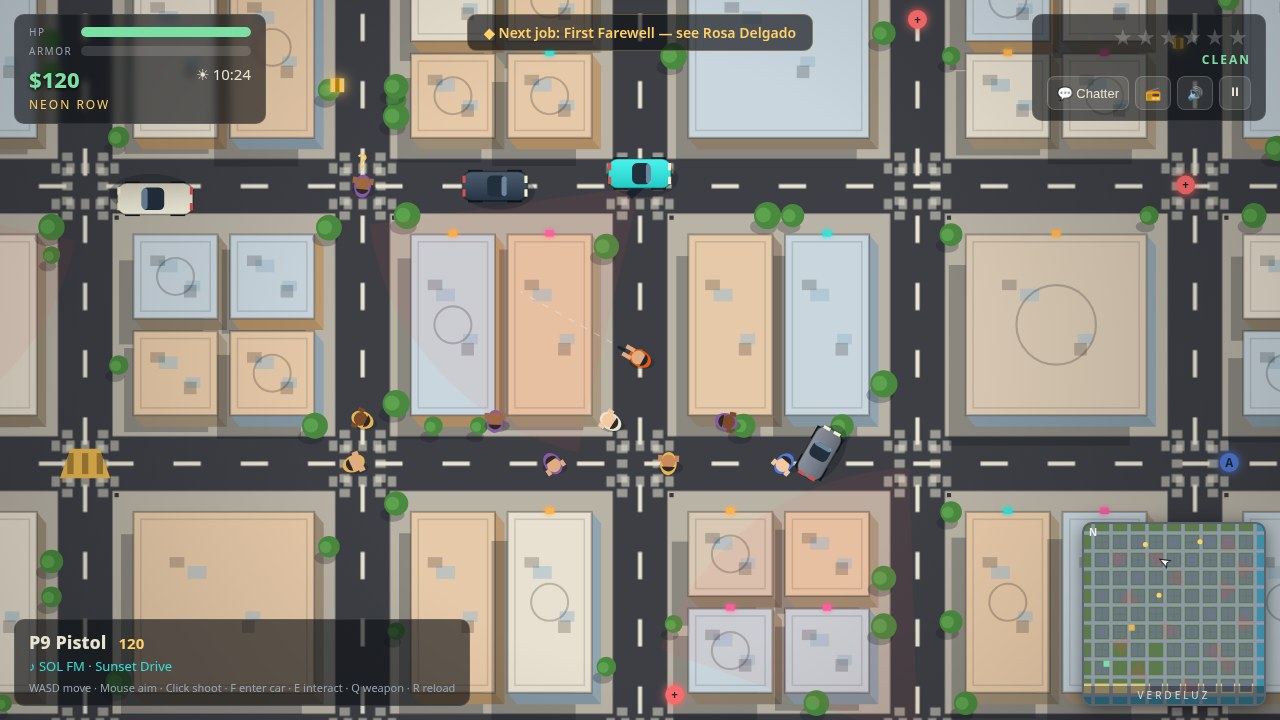 HP
ARMOR
$120
☀ 10:24
NEON ROW
◆ Next job: First Farewell — see Rosa Delgado
★★★★★★
CLEAN
💬 Chatter
A
N
VERDELUZ
P9 Pistol 120
♪ SOL FM · Sunset Drive
WASD move · Mouse aim · Click shoot · F enter car · E interact · Q weapon · R reload